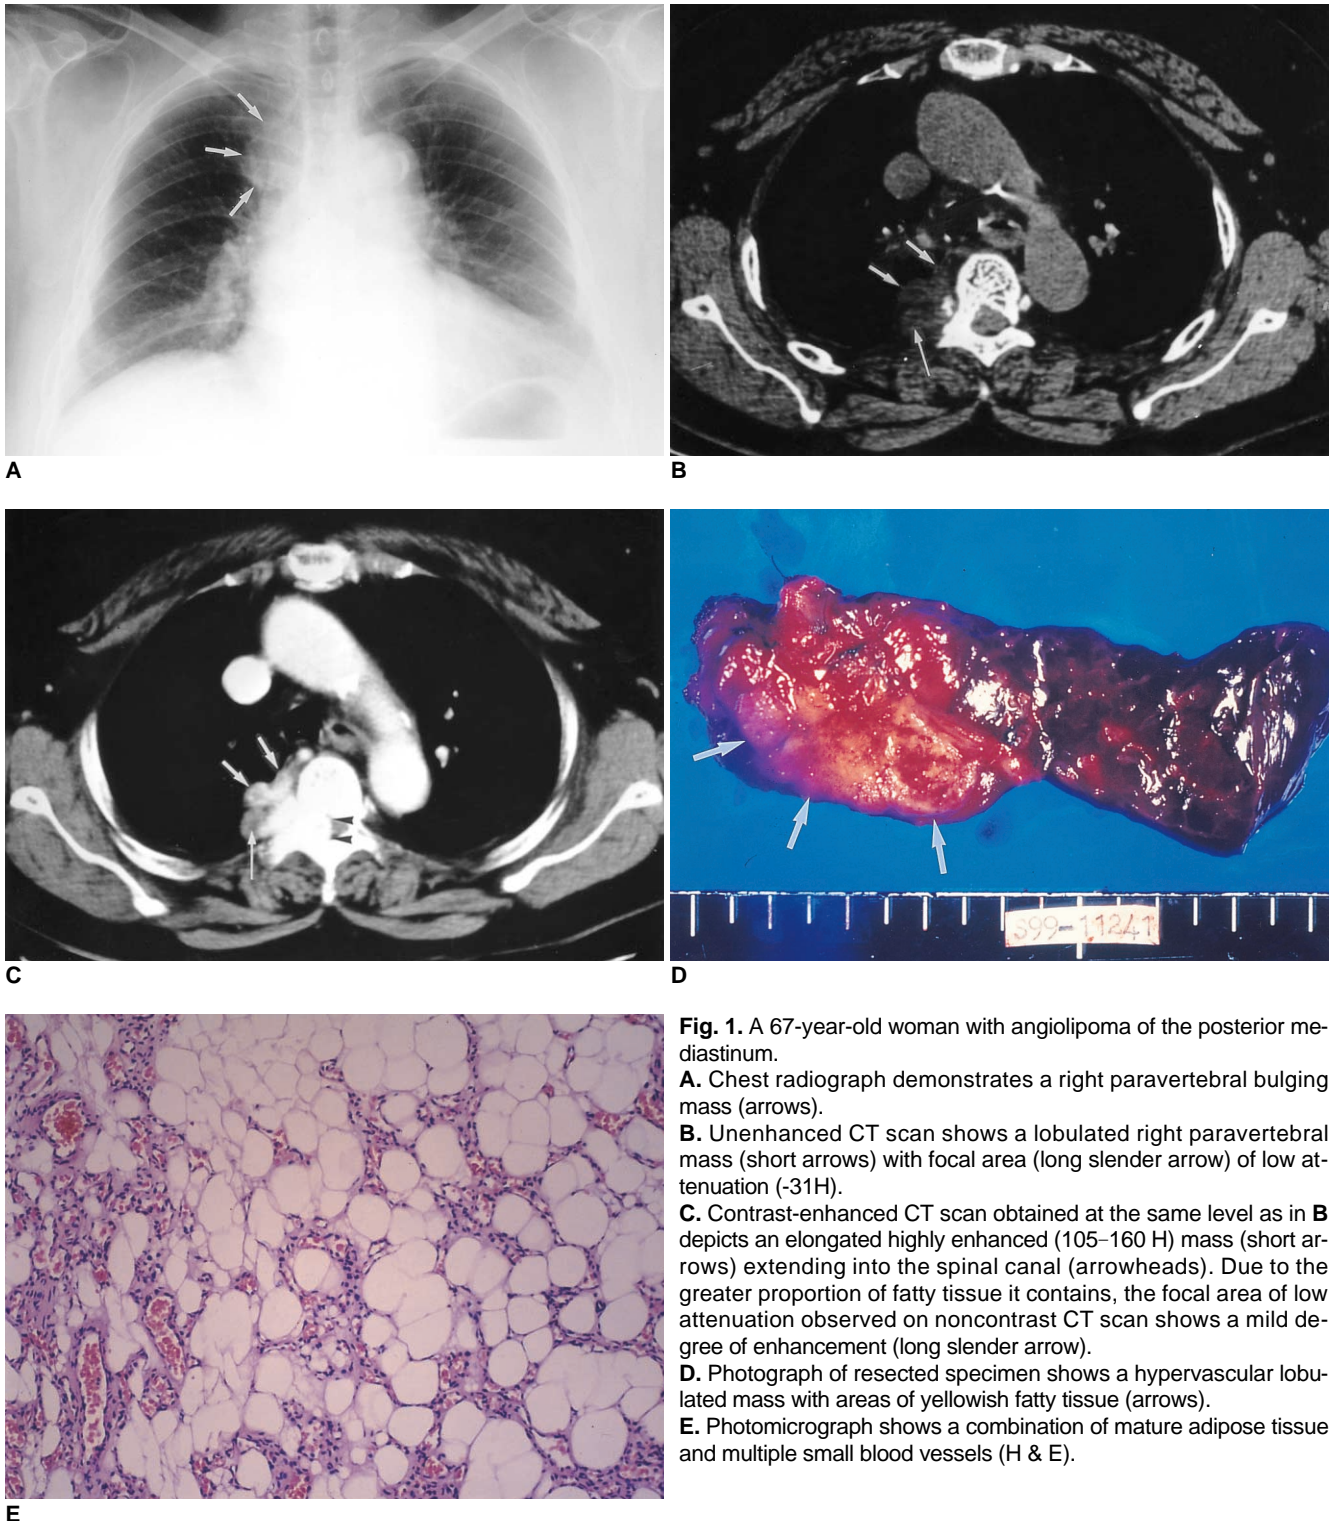 A
B
C
S99-11241
D
E
Fig. 1. A 67-year-old woman with angiolipoma of the posterior me-
diastinum.
A. Chest radiograph demonstrates a right paravertebral bulging
mass (arrows).
B. Unenhanced CT scan shows a lobulated right paravertebral
mass (short arrows) with focal area (long slender arrow) of low at-
tenuation (-31H).
C. Contrast-enhanced CT scan obtained at the same level as in B
depicts an elongated highly enhanced (105–160 H) mass (short ar-
rows) extending into the spinal canal (arrowheads). Due to the
greater proportion of fatty tissue it contains, the focal area of low
attenuation observed on noncontrast CT scan shows a mild de-
gree of enhancement (long slender arrow).
D. Photograph of resected specimen shows a hypervascular lobu-
lated mass with areas of yellowish fatty tissue (arrows).
E. Photomicrograph shows a combination of mature adipose tissue
and multiple small blood vessels (H & E).